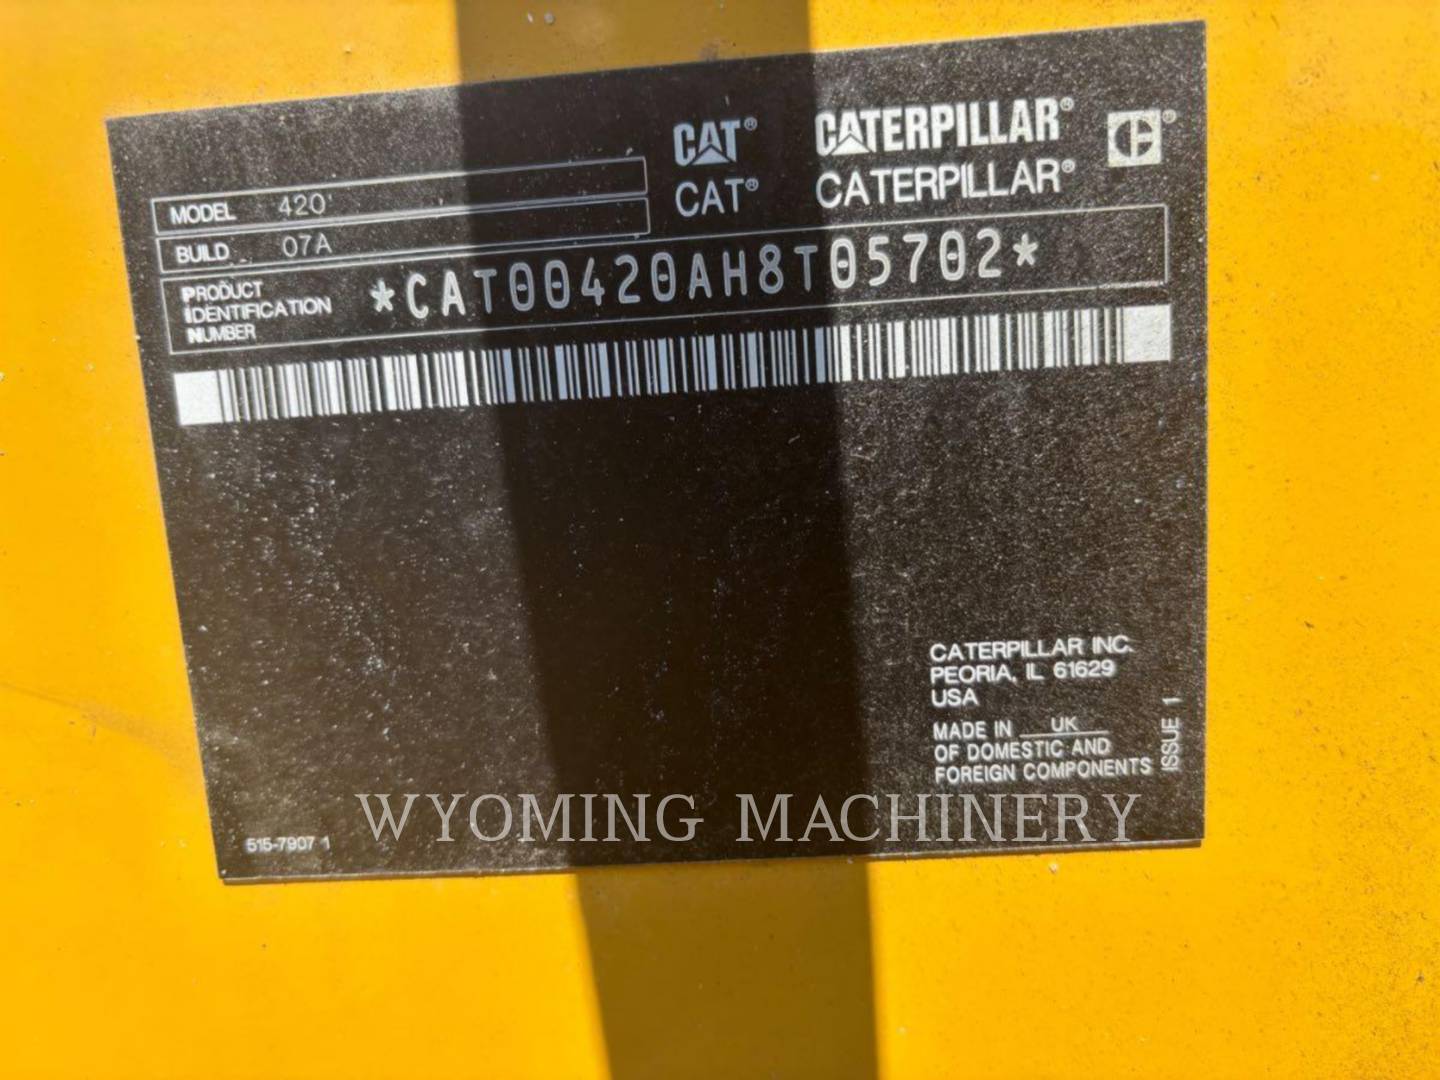 CAT® CATERPILLAR® ®
CAT® CATERPILLAR®
MODEL 420
BUILD 07A
PRODUCT
IDENTIFICATION
NUMBER
*CAT00420AH8T05702*
CATERPILLAR INC.
PEORIA, IL 61629
USA
MADE IN UK
OF DOMESTIC AND
FOREIGN COMPONENTS
ISSUE 1
WYOMING MACHINERY
515-7907 1